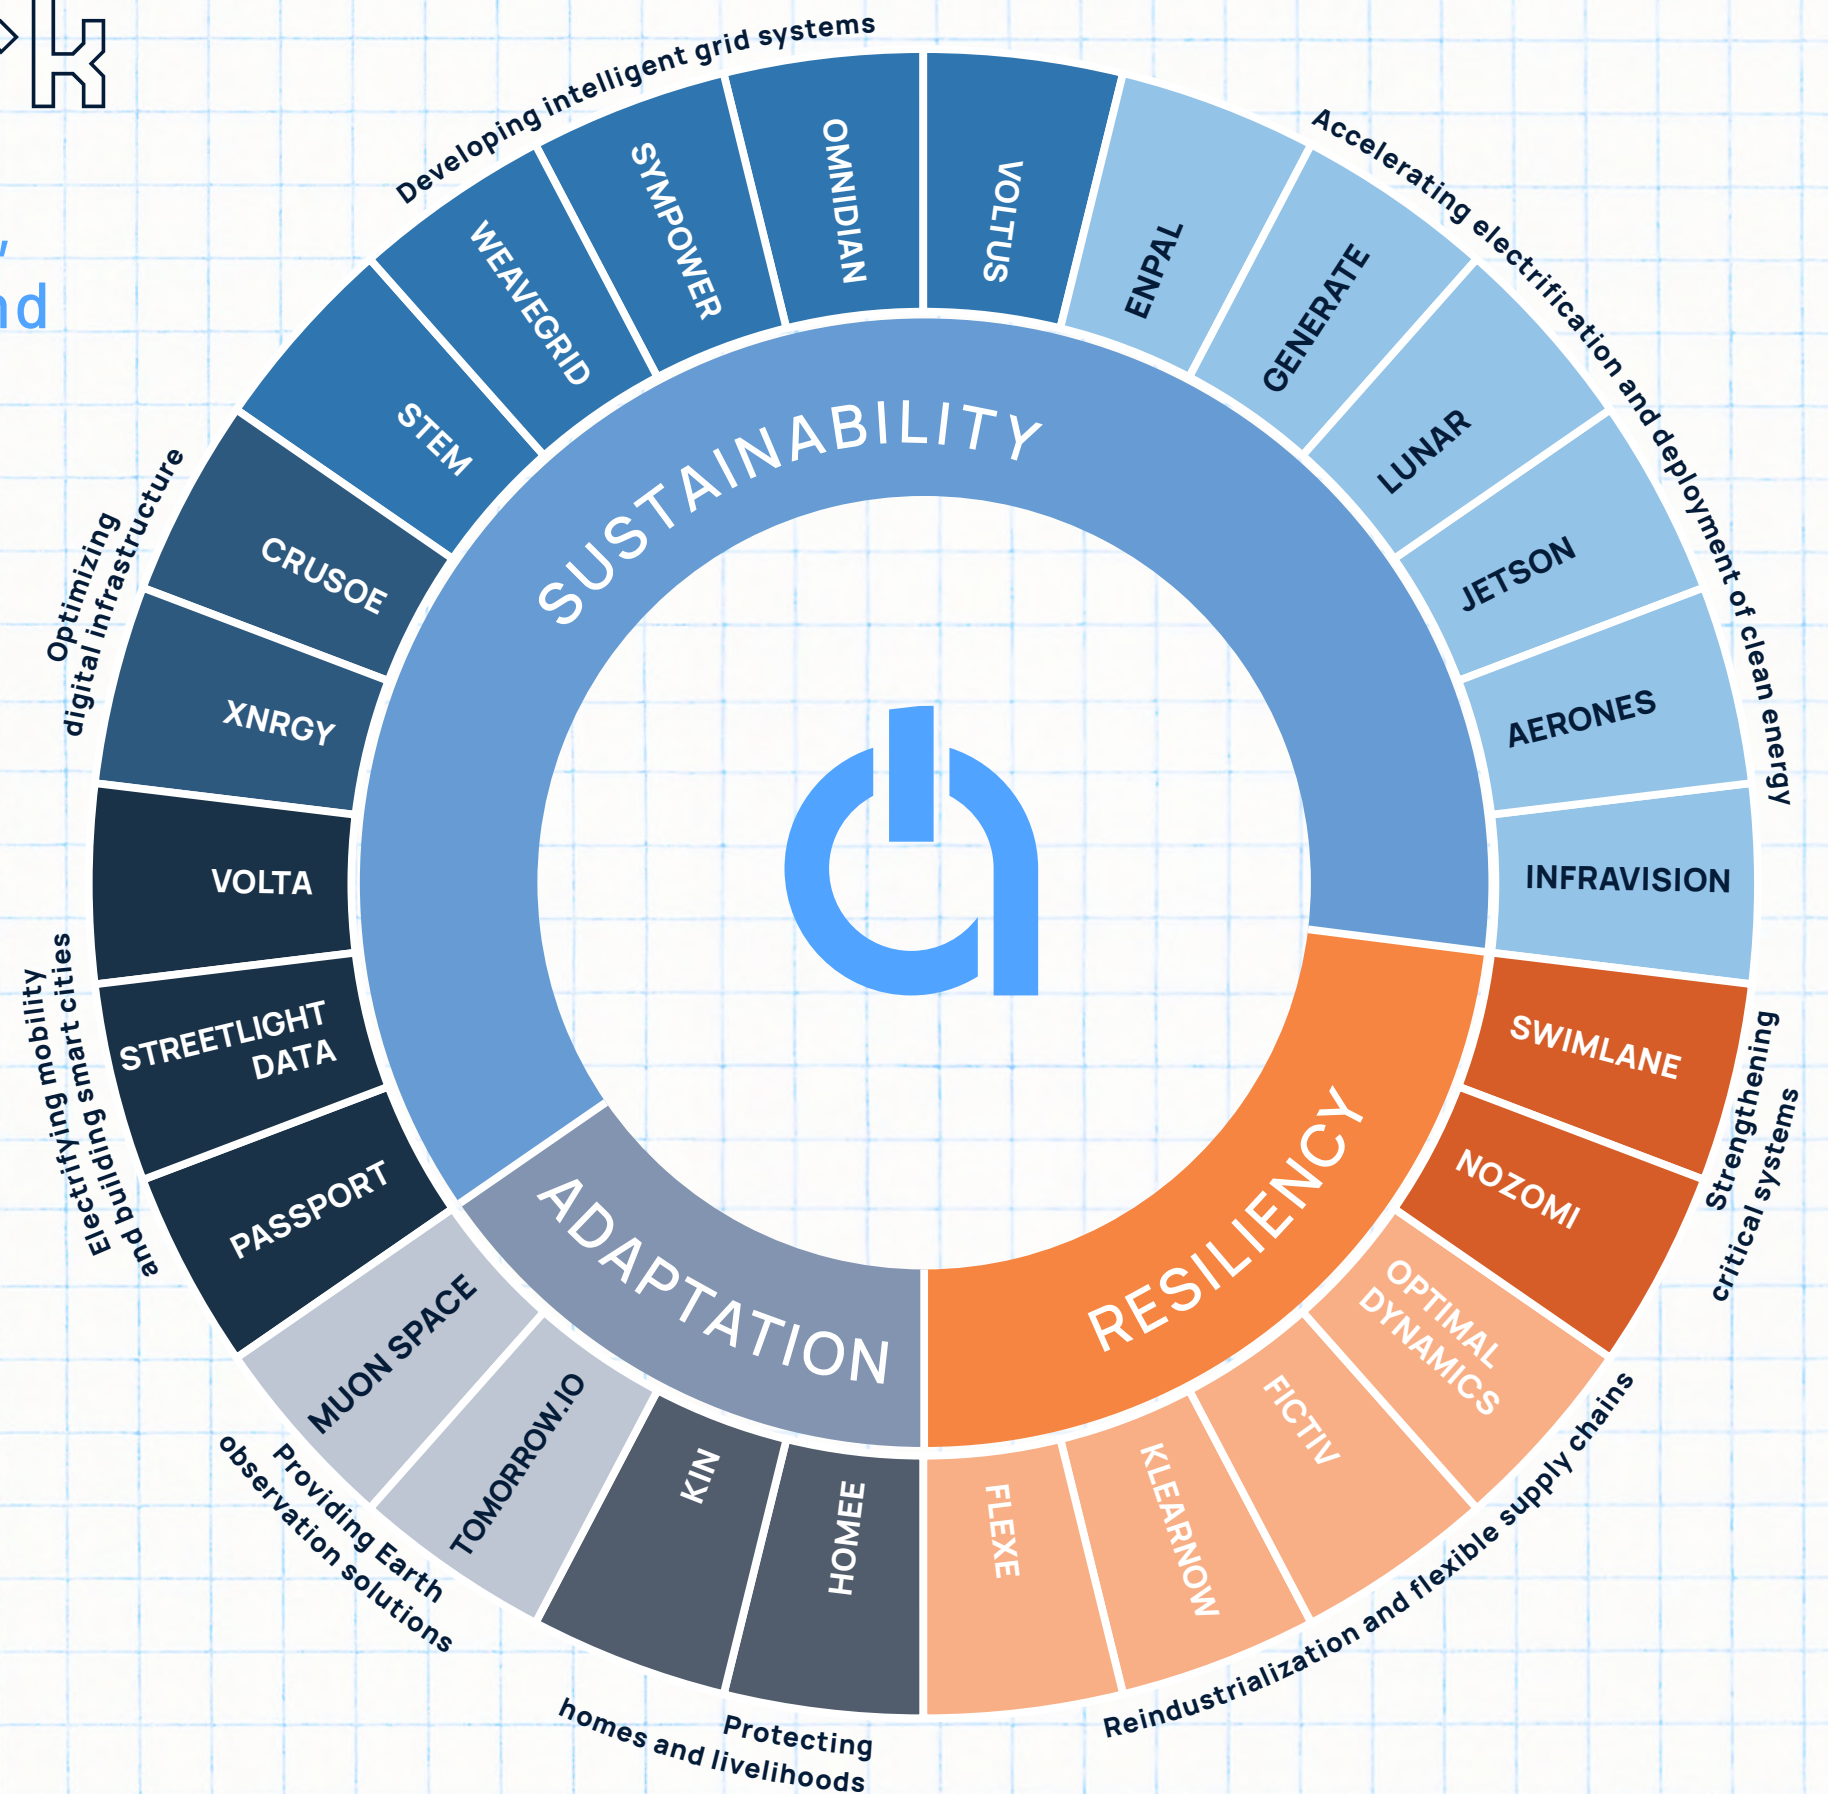 k
,
nd
Developing intelligent grid systems
OMNIDIAN
SYMPOWER
WEAVEGRID
STEM
VOLTUS
Accelerating electrification and deployment of clean energy
ENPAL
GENERATE
LUNAR
JETSON
AERONES
INFRAVISION
Strengthening
critical systems
SWIMLANE
NOZOMI
Reindustrialization and flexible supply chains
OPTIMAL
DYNAMICS
FICTIV
KLEARNOW
FLEXE
Protecting
homes and livelihoods
HOMEE
KIN
Providing Earth
observation solutions
TOMORROW.IO
MUON SPACE
Electrifying mobility
and building smart cities
PASSPORT
STREETLIGHT
DATA
VOLTA
Optimizing
digital infrastructure
XNRGY
CRUSOE
SUSTAINABILITY
RESILIENCY
ADAPTATION